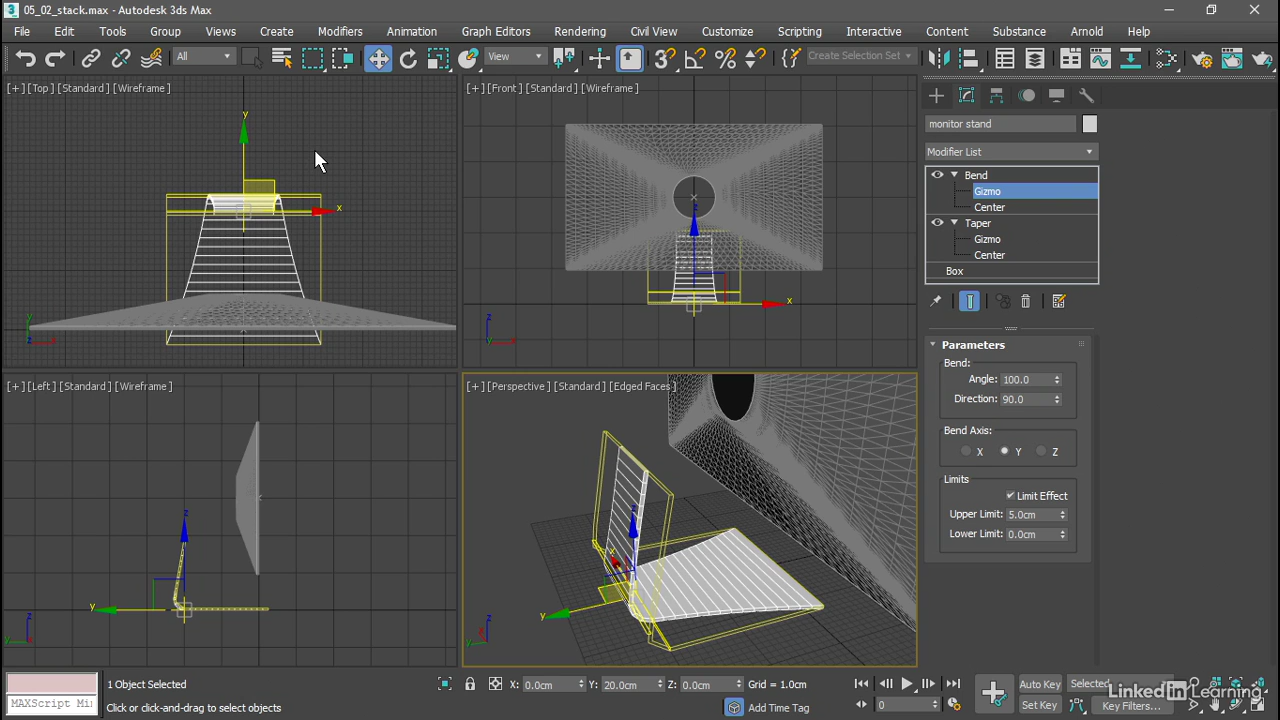 05_02_stack.max - Autodesk 3ds Max
File Edit Tools Group Views Create Modifiers Animation Graph Editors Rendering Civil View Customize Scripting Interactive Content Substance Arnold Help
All View Create Selection Set
[+] [Top] [Standard] [Wireframe]
[+] [Front] [Standard] [Wireframe]
monitor stand
Modifier List
Bend
Gizmo
Center
Taper
Gizmo
Center
Box
Parameters
Bend:
Angle: 100.0
Direction: 90.0
Bend Axis:
X Y Z
Limits
Limit Effect
Upper Limit: 5.0cm
Lower Limit: 0.0cm
[+] [Left] [Standard] [Wireframe]
[+] [Perspective] [Standard] [Edged Faces]
1 Object Selected
X: 0.0cm Y: 20.0cm Z: 0.0cm Grid = 1.0cm
Auto Key Selected
MAXScript Mi
Click or click-and-drag to select objects
Add Time Tag
0
Set Key Key Filters...
LinkedIn Learning